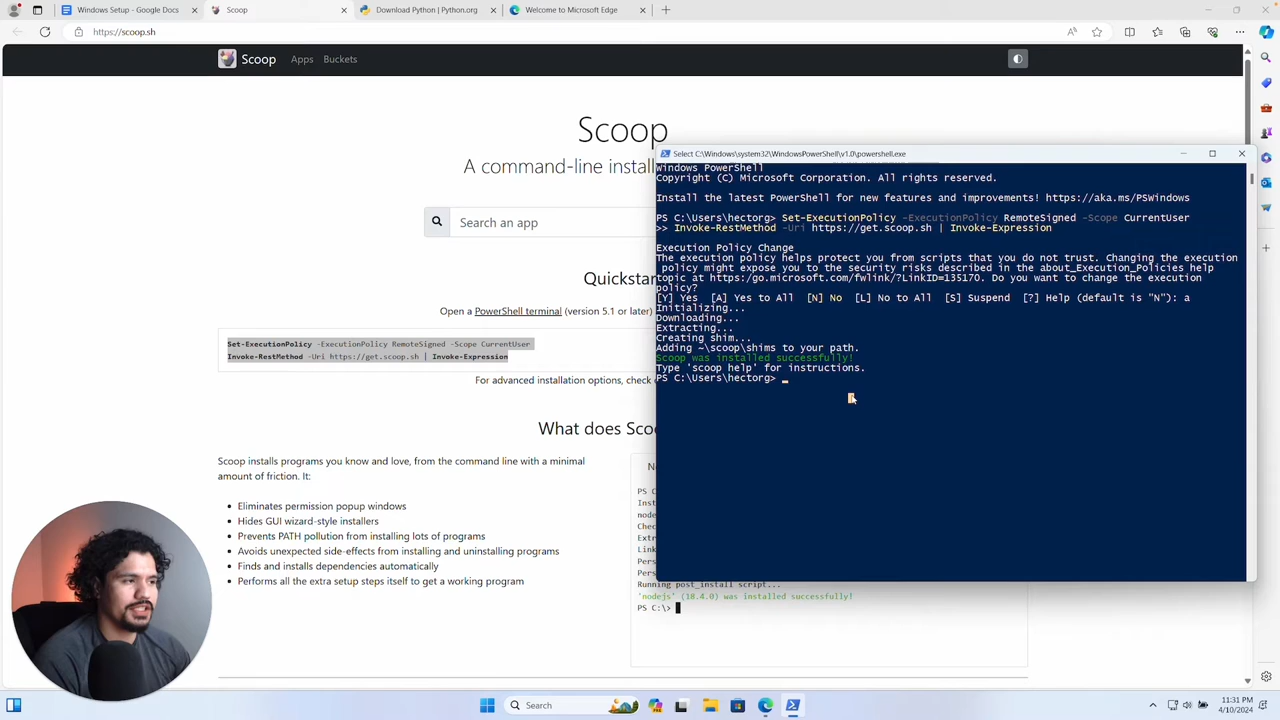 Windows Setup - Google Docs
Scoop
Download Python | Python.org
Welcome to Microsoft Edge
https://scoop.sh
Scoop
Apps
Buckets
Scoop
A command-line install
Search an app
Quickstar
Open a PowerShell terminal (version 5.1 or later)
Set-ExecutionPolicy -ExecutionPolicy RemoteSigned -Scope CurrentUser
Invoke-RestMethod -Uri https://get.scoop.sh | Invoke-Expression
For advanced installation options, check
What does Sco
Scoop installs programs you know and love, from the command line with a minimal
amount of friction. It:
Eliminates permission popup windows
Hides GUI wizard-style installers
Prevents PATH pollution from installing lots of programs
Avoids unexpected side-effects from installing and uninstalling programs
Finds and installs dependencies automatically
Performs all the extra setup steps itself to get a working program
Select C:\Windows\system32\WindowsPowerShell\v1.0\powershell.exe
Windows PowerShell
Copyright (C) Microsoft Corporation. All rights reserved.
Install the latest PowerShell for new features and improvements! https://aka.ms/PSWindows
PS C:\Users\hectorg> Set-ExecutionPolicy -ExecutionPolicy RemoteSigned -Scope CurrentUser
>> Invoke-RestMethod -Uri https://get.scoop.sh | Invoke-Expression
Execution Policy Change
The execution policy helps protect you from scripts that you do not trust. Changing the execution
policy might expose you to the security risks described in the about_Execution_Policies help
topic at https:/go.microsoft.com/fwlink/?LinkID=135170. Do you want to change the execution
policy?
[Y] Yes [A] Yes to All [N] No [L] No to All [S] Suspend [?] Help (default is "N"): a
Initializing...
Downloading...
Extracting...
Creating shim...
Adding ~\scoop\shims to your path.
Scoop was installed successfully!
Type 'scoop help' for instructions.
PS C:\Users\hectorg>
PS C
Inst
node
Chec
Extr
Link
Pers
Pers
Running post_install script...
'nodejs' (18.4.0) was installed successfully!
PS C:\>
Search
11:31 PM
4/10/2024